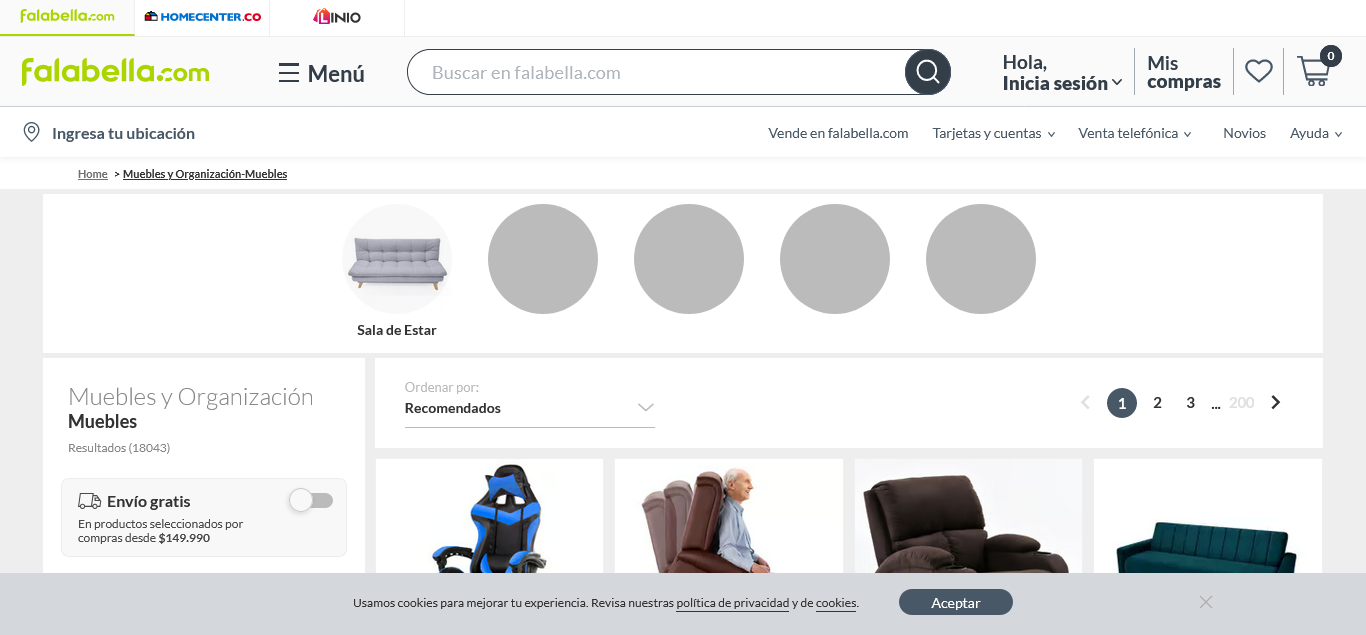 falabella.com
HOMECENTER.CO
LINIO
falabella.com
Menú
Buscar en falabella.com
Hola,
Inicia sesión
Mis
compras
0
Ingresa tu ubicación
Vende en falabella.com
Tarjetas y cuentas
Venta telefónica
Novios
Ayuda
Home > Muebles y Organización-Muebles
Sala de Estar
Muebles y Organización
Muebles
Resultados (18043)
Envío gratis
En productos seleccionados por
compras desde $149.990
Ordenar por:
Recomendados
1 2 3 ... 200
Usamos cookies para mejorar tu experiencia. Revisa nuestras política de privacidad y de cookies.
Aceptar